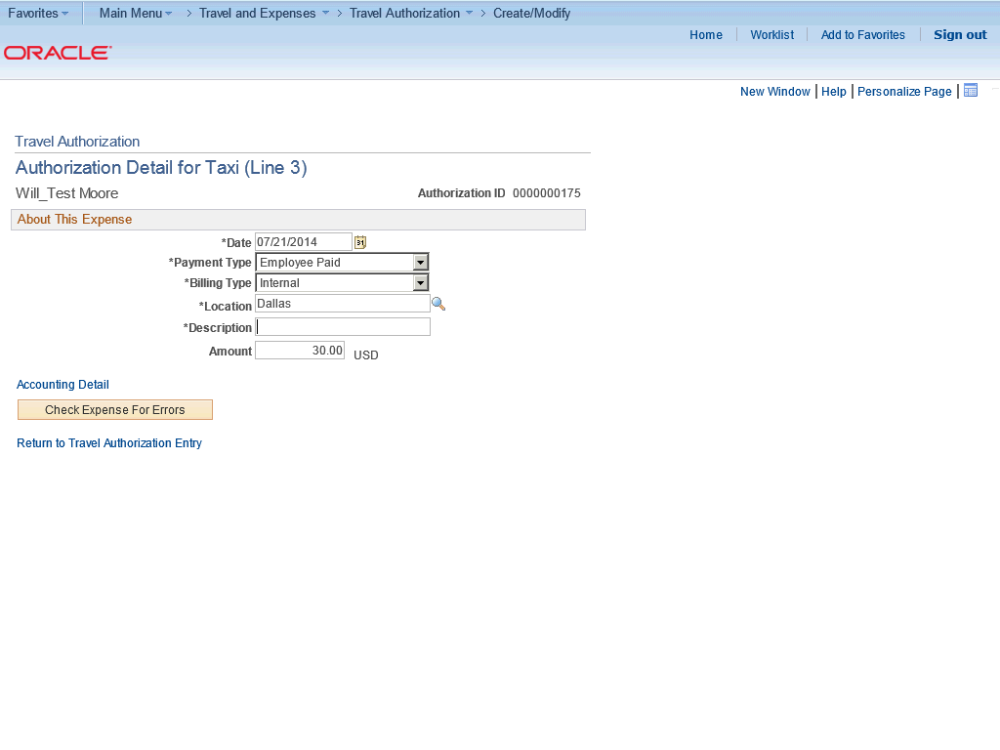 Favorites Main Menu > Travel and Expenses > Travel Authorization > Create/Modify
Home Worklist Add to Favorites Sign out
ORACLE
New Window | Help | Personalize Page |
Travel Authorization
Authorization Detail for Taxi (Line 3)
Will_Test Moore Authorization ID 0000000175
About This Expense
*Date 07/21/2014 31
*Payment Type Employee Paid
*Billing Type Internal
*Location Dallas
*Description
Amount 30.00 USD
Accounting Detail
Check Expense For Errors
Return to Travel Authorization Entry